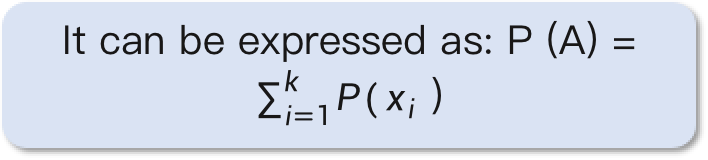 It can be expressed as: P (A) =
∑_{i=1}^{k} P( x_i )